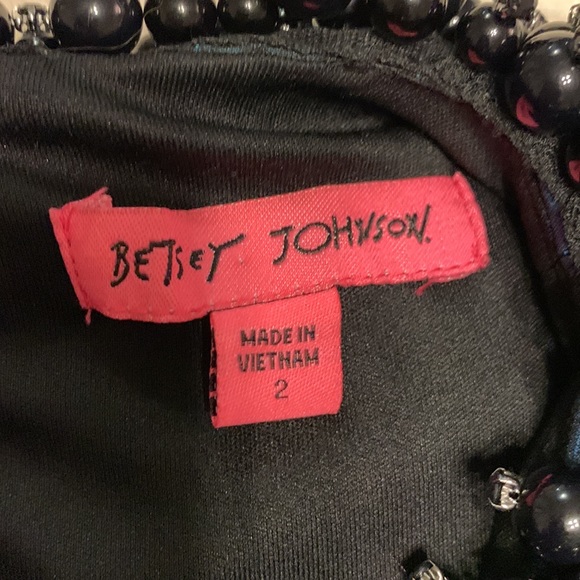 BETSEY JOHNSON.
MADE IN
VIETNAM
2